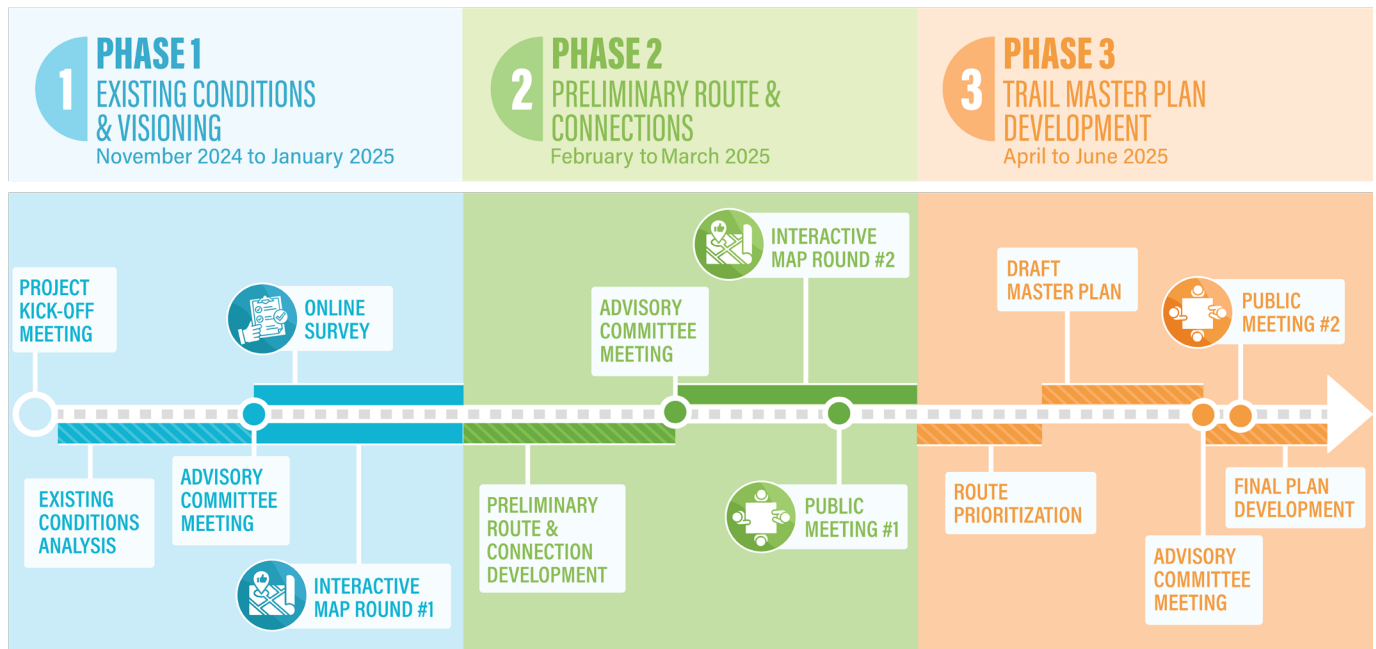 1
PHASE 1
EXISTING CONDITIONS
& VISIONING
November 2024 to January 2025
2
PHASE 2
PRELIMINARY ROUTE &
CONNECTIONS
February to March 2025
3
PHASE 3
TRAIL MASTER PLAN
DEVELOPMENT
April to June 2025
PROJECT
KICK-OFF
MEETING
EXISTING
CONDITIONS
ANALYSIS
ONLINE
SURVEY
ADVISORY
COMMITTEE
MEETING
INTERACTIVE
MAP ROUND #1
PRELIMINARY
ROUTE &
CONNECTION
DEVELOPMENT
ADVISORY
COMMITTEE
MEETING
INTERACTIVE
MAP ROUND #2
PUBLIC
MEETING #1
ROUTE
PRIORITIZATION
DRAFT
MASTER PLAN
ADVISORY
COMMITTEE
MEETING
PUBLIC
MEETING #2
FINAL PLAN
DEVELOPMENT